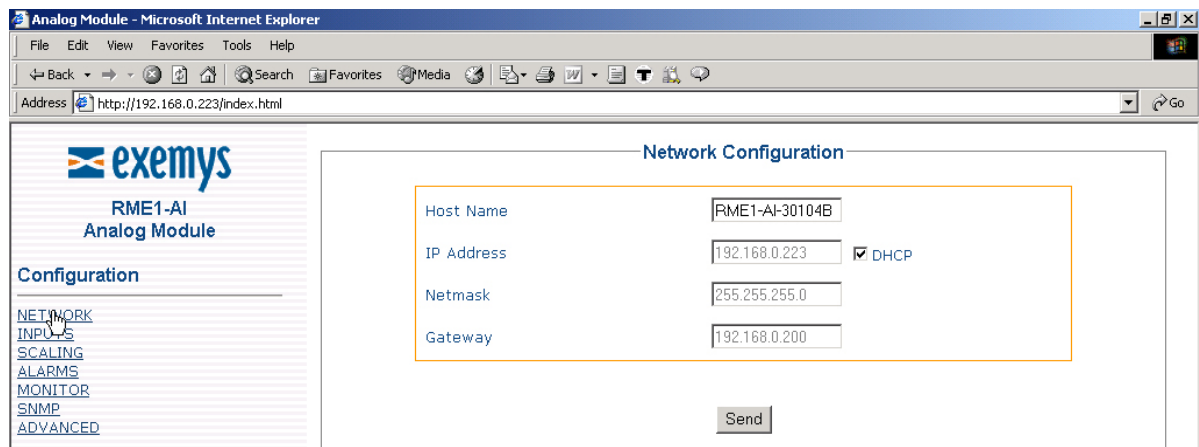 Analog Module - Microsoft Internet Explorer
File Edit View Favorites Tools Help
Back Search Favorites Media
Address http://192.168.0.223/index.html Go
exemys
RME1-AI
Analog Module
Configuration
NETWORK
INPUTS
SCALING
ALARMS
MONITOR
SNMP
ADVANCED
Network Configuration
Host Name RME1-AI-30104B
IP Address 192.168.0.223 DHCP
Netmask 255.255.255.0
Gateway 192.168.0.200
Send